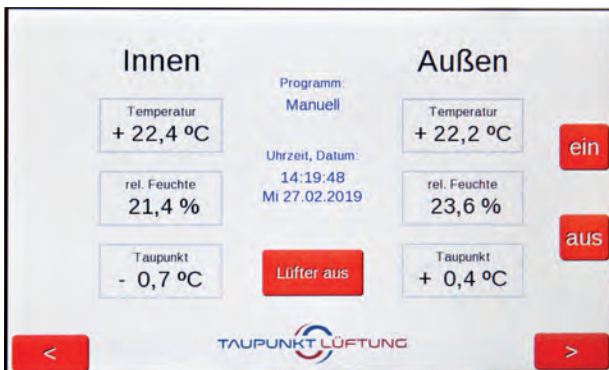 Innen
Temperatur
+ 22,4 ºC
rel. Feuchte
21,4 %
Taupunkt
- 0,7 ºC
Programm:
Manuell
Uhrzeit, Datum:
14:19:48
Mi 27.02.2019
Lüfter aus
Außen
Temperatur
+ 22,2 ºC
rel. Feuchte
23,6 %
Taupunkt
+ 0,4 ºC
ein
aus
<
TAUPUNKT LÜFTUNG
>